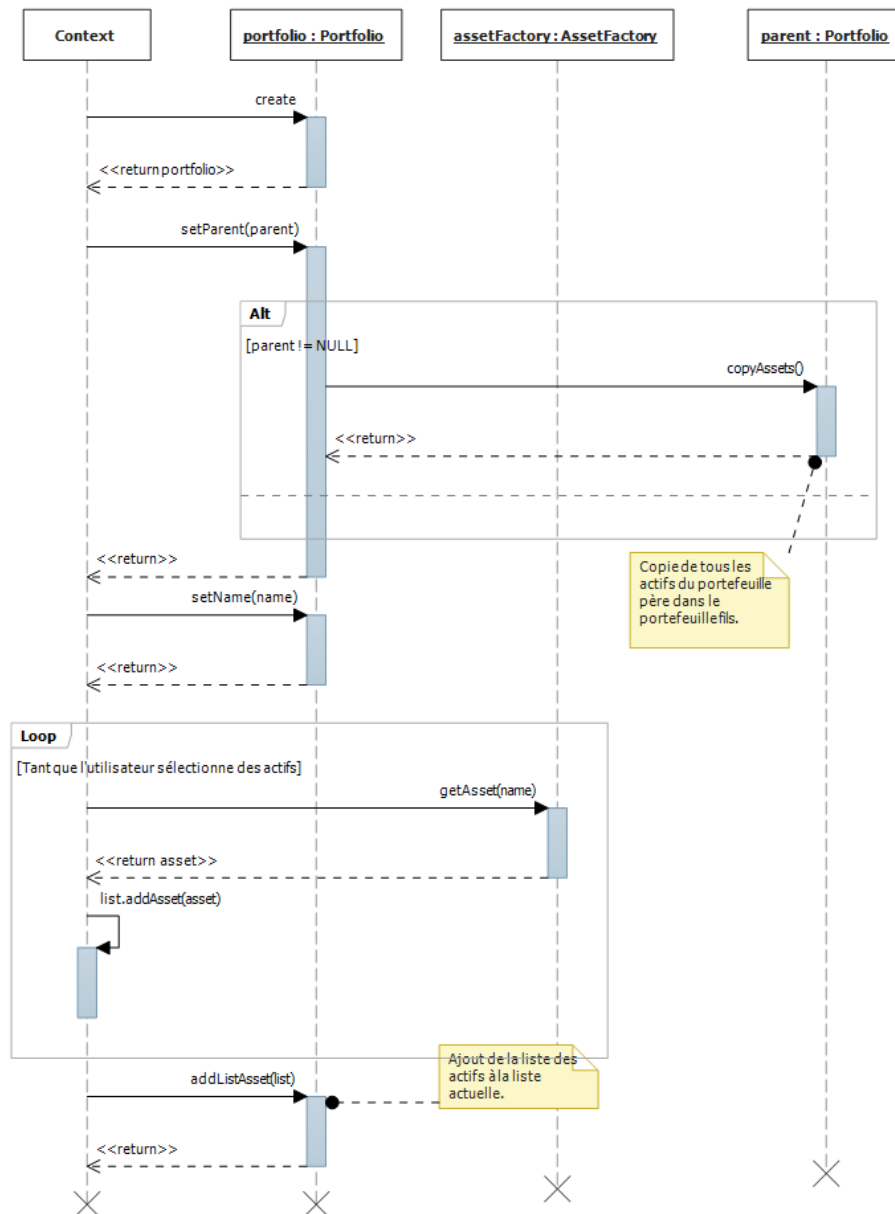 Context
portfolio : Portfolio
assetFactory : AssetFactory
parent : Portfolio
create
<<return portfolio>>
setParent(parent)
Alt
[parent != NULL]
copyAssets()
<<return>>
<<return>>
Copie de tous les
actifs du portefeuille
père dans le
portefeuille fils.
setName(name)
<<return>>
Loop
[Tant que l'utilisateur sélectionne des actifs]
getAsset(name)
<<return asset>>
list.addAsset(asset)
Ajout de la liste des
actifs à la liste
actuelle.
addListAsset(list)
<<return>>